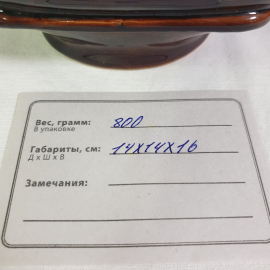 Вес, грамм: 800
В упаковке
Габариты, см: 14х14х16
Д х Ш х В
Замечания: